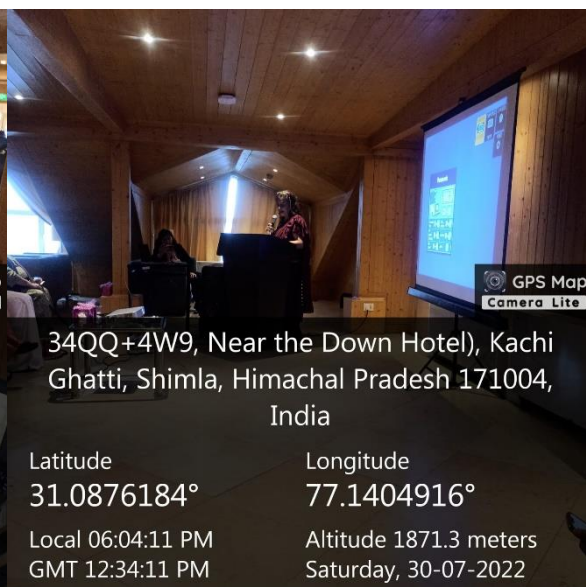 GPS Map
Camera Lite
34QQ+4W9, Near the Down Hotel), Kachi
Ghatti, Shimla, Himachal Pradesh 171004,
India
Latitude
31.0876184°
Longitude
77.1404916°
Local 06:04:11 PM
GMT 12:34:11 PM
Altitude 1871.3 meters
Saturday, 30-07-2022